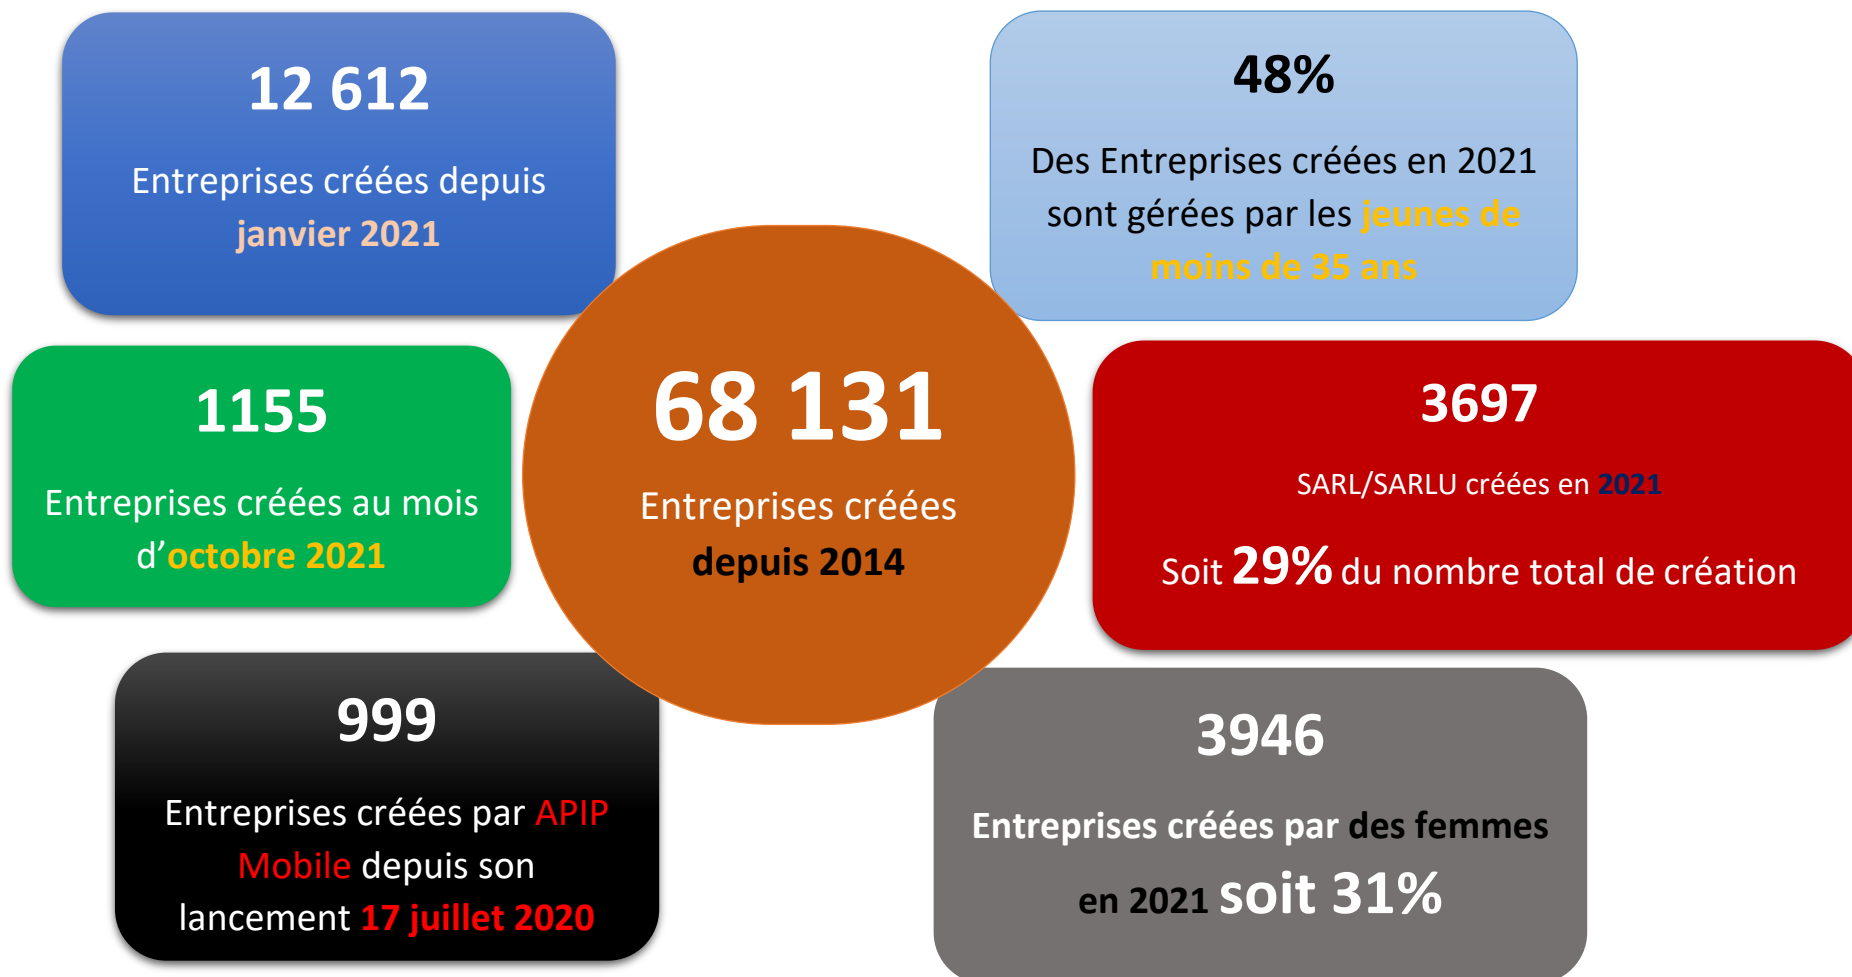 12 612
Entreprises créées depuis
janvier 2021
48%
Des Entreprises créées en 2021
sont gérées par les jeunes de
moins de 35 ans
1155
Entreprises créées au mois
d’octobre 2021
68 131
Entreprises créées
depuis 2014
3697
SARL/SARLU créées en 2021
Soit 29% du nombre total de création
999
Entreprises créées par APIP
Mobile depuis son
lancement 17 juillet 2020
3946
Entreprises créées par des femmes
en 2021 soit 31%